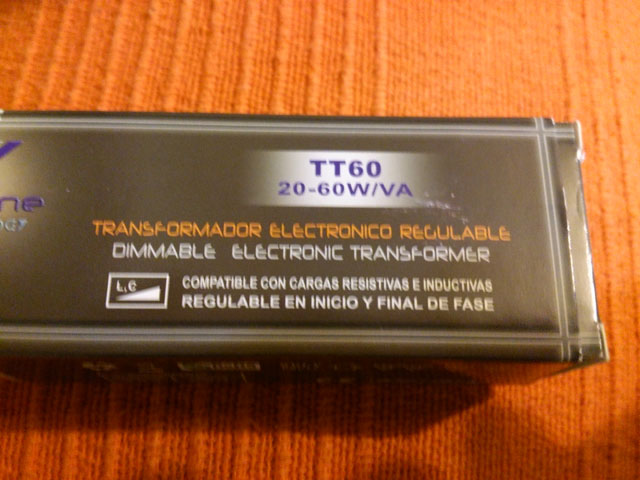 TT60
20-60W/VA
TRANSFORMADOR ELECTRONICO REGULABLE
DIMMABLE ELECTRONIC TRANSFORMER
L,C
COMPATIBLE CON CARGAS RESISTIVAS E INDUCTIVAS
REGULABLE EN INICIO Y FINAL DE FASE